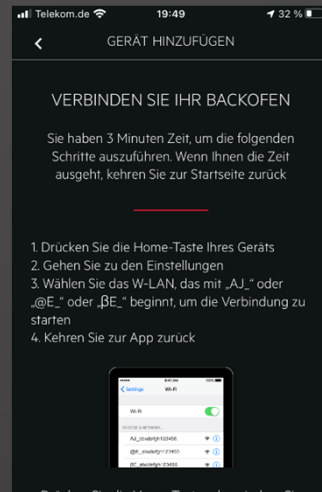 Telekom.de 19:49 32 %
GERÄT HINZUFÜGEN
VERBINDEN SIE IHR BACKOFEN
Sie haben 3 Minuten Zeit, um die folgenden
Schritte auszuführen. Wenn Ihnen die Zeit
ausgeht, kehren Sie zur Startseite zurück
1. Drücken Sie die Home-Taste Ihres Geräts
2. Gehen Sie zu den Einstellungen
3. Wählen Sie das W-LAN, das mit „AJ_“ oder
„@E_“ oder „βE_“ beginnt, um die Verbindung zu
starten
4. Kehren Sie zur App zurück
Settings Wi-Fi
Wi-Fi